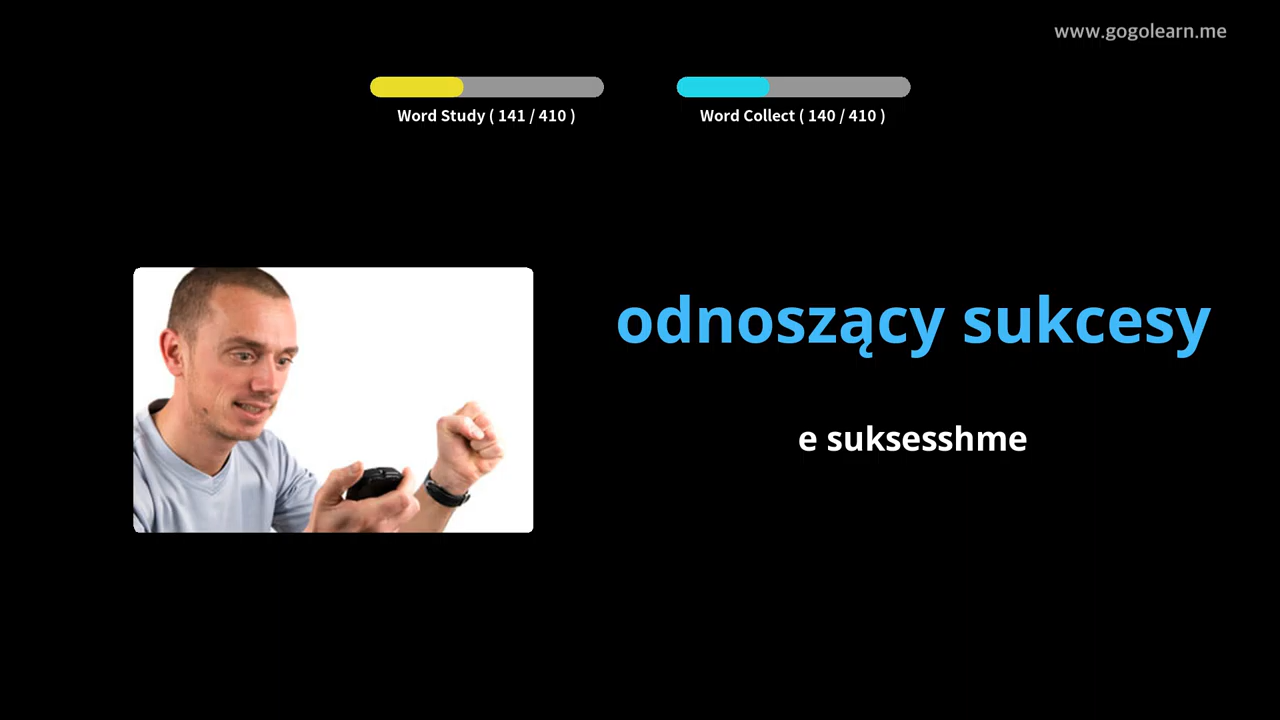 www.gogolearn.me
Word Study ( 141 / 410 )
Word Collect ( 140 / 410 )
odnoszący sukcesy
e suksesshme